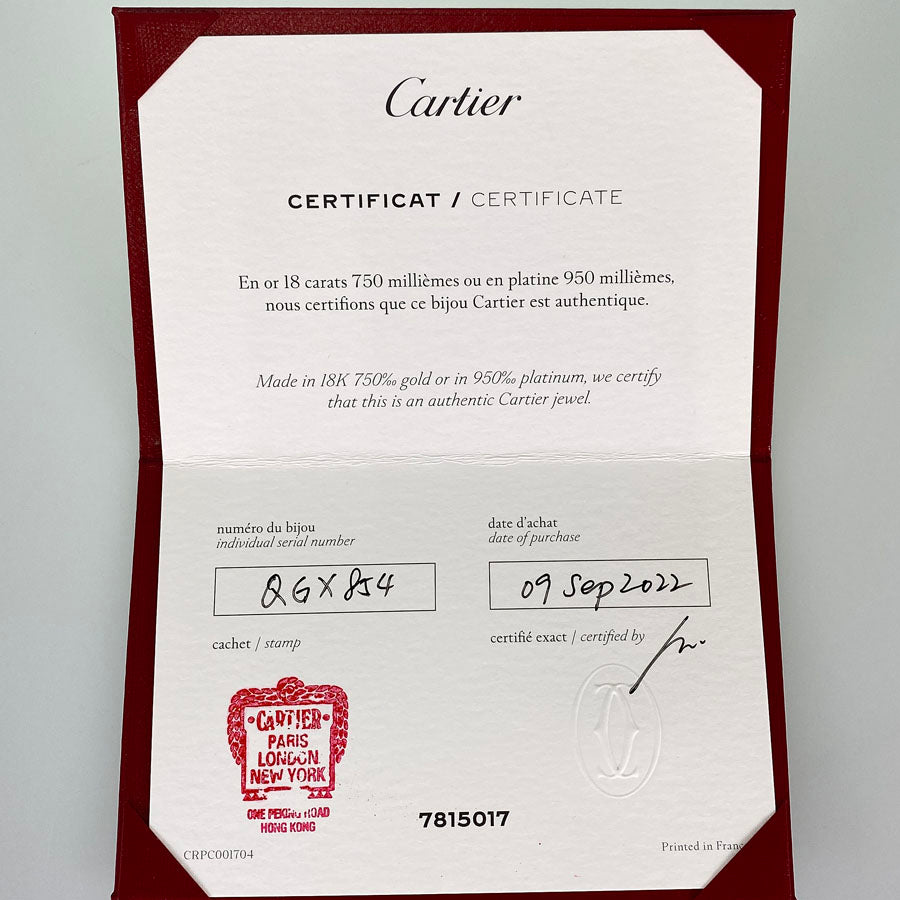 Cartier
CERTIFICAT / CERTIFICATE
En or 18 carats 750 millièmes ou en platine 950 millièmes,
nous certifions que ce bijou Cartier est authentique.
Made in 18K 750‰ gold or in 950‰ platinum, we certify
that this is an authentic Cartier jewel.
numéro du bijou
individual serial number
date d'achat
date of purchase
QGX854
09 Sep 2022
cachet / stamp
certifié exact / certified by
CARTIER
PARIS
LONDON
NEW YORK
ONE PEKING ROAD
HONG KONG
7815017
CRPC001704
Printed in Franc